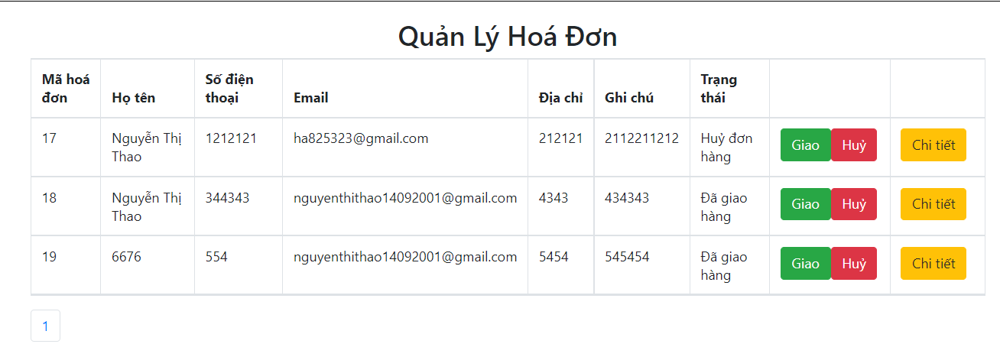 Quản Lý Hoá Đơn
Mã hoá đơn Họ tên Số điện thoại Email Địa chỉ Ghi chú Trạng thái
17 Nguyễn Thị Thao 1212121 ha825323@gmail.com 212121 2112211212 Huỷ đơn hàng Giao Huỷ Chi tiết
18 Nguyễn Thị Thao 344343 nguyenthithao14092001@gmail.com 4343 434343 Đã giao hàng Giao Huỷ Chi tiết
19 6676 554 nguyenthithao14092001@gmail.com 5454 545454 Đã giao hàng Giao Huỷ Chi tiết
1